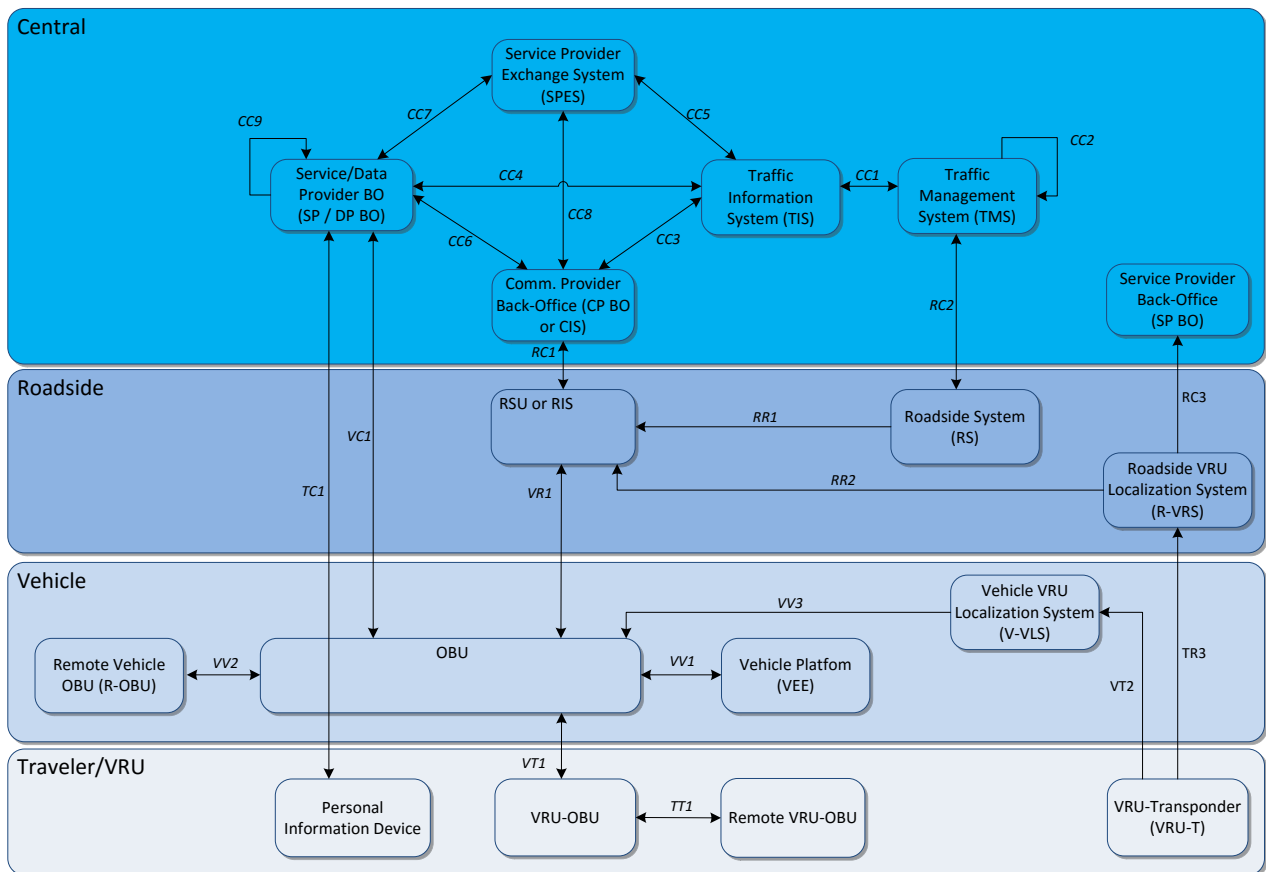 Central
Service Provider
Exchange System
(SPES)
CC9
CC7
CC5
CC2
Service/Data
Provider BO
(SP / DP BO)
CC4
Traffic
Information
System (TIS)
CC1
Traffic
Management
System (TMS)
CC8
CC6
CC3
Comm. Provider
Back-Office (CP BO
or CIS)
Service Provider
Back-Office
(SP BO)
RC2
RC1
Roadside
RSU or RIS
RR1
Roadside System
(RS)
RC3
VC1
TC1
VR1
RR2
Roadside VRU
Localization System
(R-VRS)
Vehicle
Vehicle VRU
Localization System
(V-VLS)
VV3
OBU
Remote Vehicle
OBU (R-OBU)
VV2
VV1
Vehicle Platfom
(VEE)
TR3
VT2
Traveler/VRU
VT1
Personal
Information Device
VRU-OBU
TT1
Remote VRU-OBU
VRU-Transponder
(VRU-T)